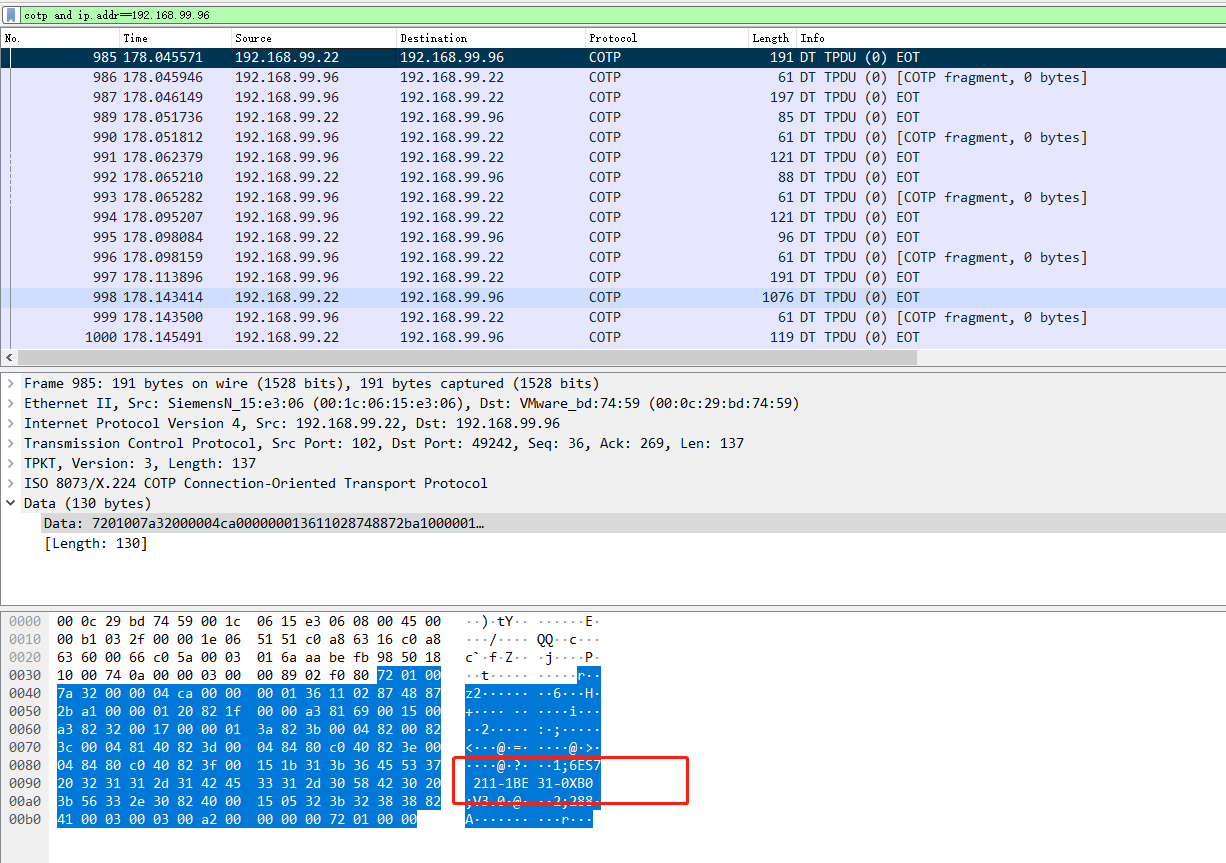 cotp and ip.addr==192.168.99.96
No. Time Source Destination Protocol Length Info
985 178.045571 192.168.99.22 192.168.99.96 COTP 191 DT TPDU (0) EOT
986 178.045946 192.168.99.96 192.168.99.22 COTP 61 DT TPDU (0) [COTP fragment, 0 bytes]
987 178.046149 192.168.99.96 192.168.99.22 COTP 197 DT TPDU (0) EOT
989 178.051736 192.168.99.22 192.168.99.96 COTP 85 DT TPDU (0) EOT
990 178.051812 192.168.99.96 192.168.99.22 COTP 61 DT TPDU (0) [COTP fragment, 0 bytes]
991 178.062379 192.168.99.96 192.168.99.22 COTP 121 DT TPDU (0) EOT
992 178.065210 192.168.99.22 192.168.99.96 COTP 88 DT TPDU (0) EOT
993 178.065282 192.168.99.96 192.168.99.22 COTP 61 DT TPDU (0) [COTP fragment, 0 bytes]
994 178.095207 192.168.99.96 192.168.99.22 COTP 121 DT TPDU (0) EOT
995 178.098084 192.168.99.22 192.168.99.96 COTP 96 DT TPDU (0) EOT
996 178.098159 192.168.99.96 192.168.99.22 COTP 61 DT TPDU (0) [COTP fragment, 0 bytes]
997 178.113896 192.168.99.96 192.168.99.22 COTP 191 DT TPDU (0) EOT
998 178.143414 192.168.99.22 192.168.99.96 COTP 1076 DT TPDU (0) EOT
999 178.143500 192.168.99.96 192.168.99.22 COTP 61 DT TPDU (0) [COTP fragment, 0 bytes]
1000 178.145491 192.168.99.22 192.168.99.96 COTP 119 DT TPDU (0) EOT
Frame 985: 191 bytes on wire (1528 bits), 191 bytes captured (1528 bits)
Ethernet II, Src: SiemensN_15:e3:06 (00:1c:06:15:e3:06), Dst: VMware_bd:74:59 (00:0c:29:bd:74:59)
Internet Protocol Version 4, Src: 192.168.99.22, Dst: 192.168.99.96
Transmission Control Protocol, Src Port: 102, Dst Port: 49242, Seq: 36, Ack: 269, Len: 137
TPKT, Version: 3, Length: 137
ISO 8073/X.224 COTP Connection-Oriented Transport Protocol
Data (130 bytes)
Data: 7201007a32000004ca000000013611028748872ba1000001…
[Length: 130]
0000 00 0c 29 bd 74 59 00 1c 06 15 e3 06 08 00 45 00 ··)·tY·· ······E·
0010 00 b1 03 2f 00 00 1e 06 51 51 c0 a8 63 16 c0 a8 ···/···· QQ··c···
0020 63 60 00 66 c0 5a 00 03 01 6a aa be fb 98 50 18 c`·f·Z·· ·j····P·
0030 10 00 74 0a 00 00 03 00 00 89 02 f0 80 72 01 00 ··t····· ·····r··
0040 7a 32 00 00 04 ca 00 00 00 01 36 11 02 87 48 87 z2······ ··6···H·
0050 2b a1 00 00 01 20 82 1f 00 00 a3 81 69 00 15 00 +···· ·· ····i···
0060 a3 82 32 00 17 00 00 01 3a 82 3b 00 04 82 00 82 ··2····· :·;·····
0070 3c 00 04 81 40 82 3d 00 04 84 80 c0 40 82 3e 00 <···@·=· ····@·>·
0080 04 84 80 c0 40 82 3f 00 15 1b 31 3b 36 45 53 37 ····@·?· ··1;6ES7
0090 20 32 31 31 2d 31 42 45 33 31 2d 30 58 42 30 20 211-1BE 31-0XB0
00a0 3b 56 33 2e 30 82 40 00 15 05 32 3b 32 38 38 82 ;V3.0·@· ··2;288·
00b0 41 00 03 00 03 00 a2 00 00 00 00 72 01 00 00 A······· ···r···